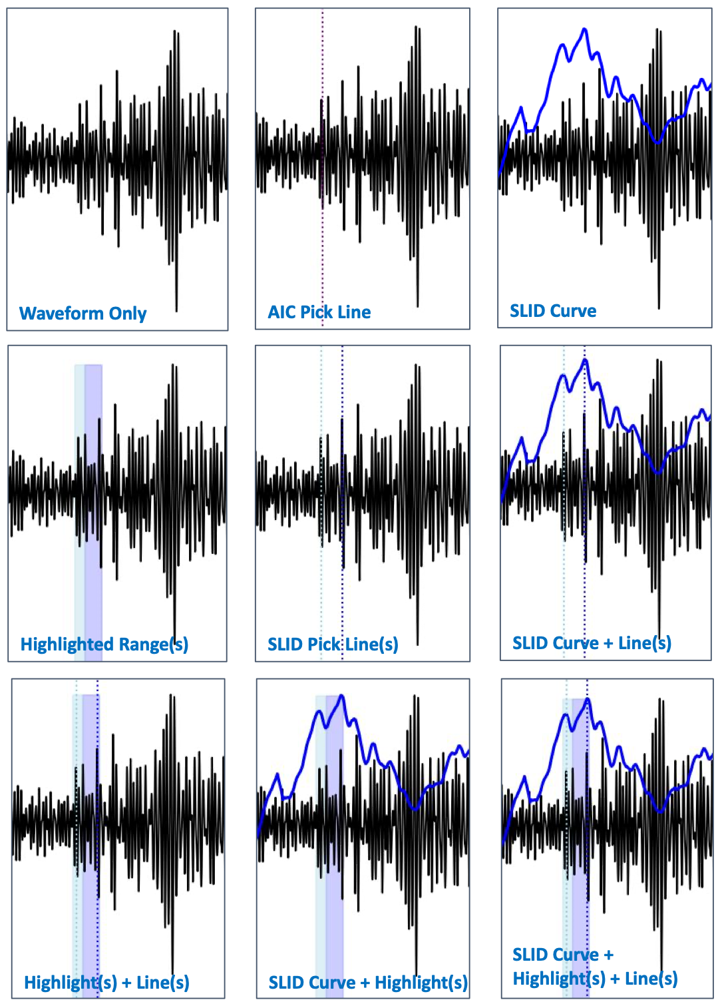 Waveform Only
AIC Pick Line
SLID Curve
Highlighted Range(s)
SLID Pick Line(s)
SLID Curve + Line(s)
Highlight(s) + Line(s)
SLID Curve + Highlight(s)
SLID Curve +
Highlight(s) + Line(s)